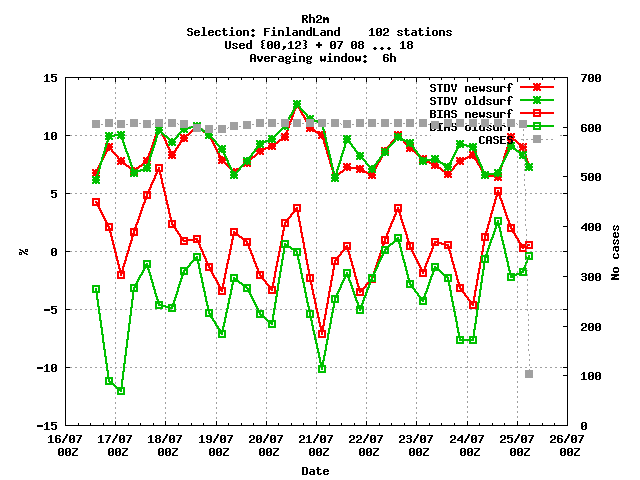 Rh2m
Selection: FinlandLand 102 stations
Used {00,12} + 07 08 ... 18
Averaging window: 6h
STDV newsurf
STDV oldsurf
BIAS newsurf
BIAS oldsurf
CASES
15
10
5
0
-5
-10
-15
%
700
600
500
400
300
200
100
0
No cases
16/07 17/07 18/07 19/07 20/07 21/07 22/07 23/07 24/07 25/07 26/07
00Z 00Z 00Z 00Z 00Z 00Z 00Z 00Z 00Z 00Z 00Z
Date